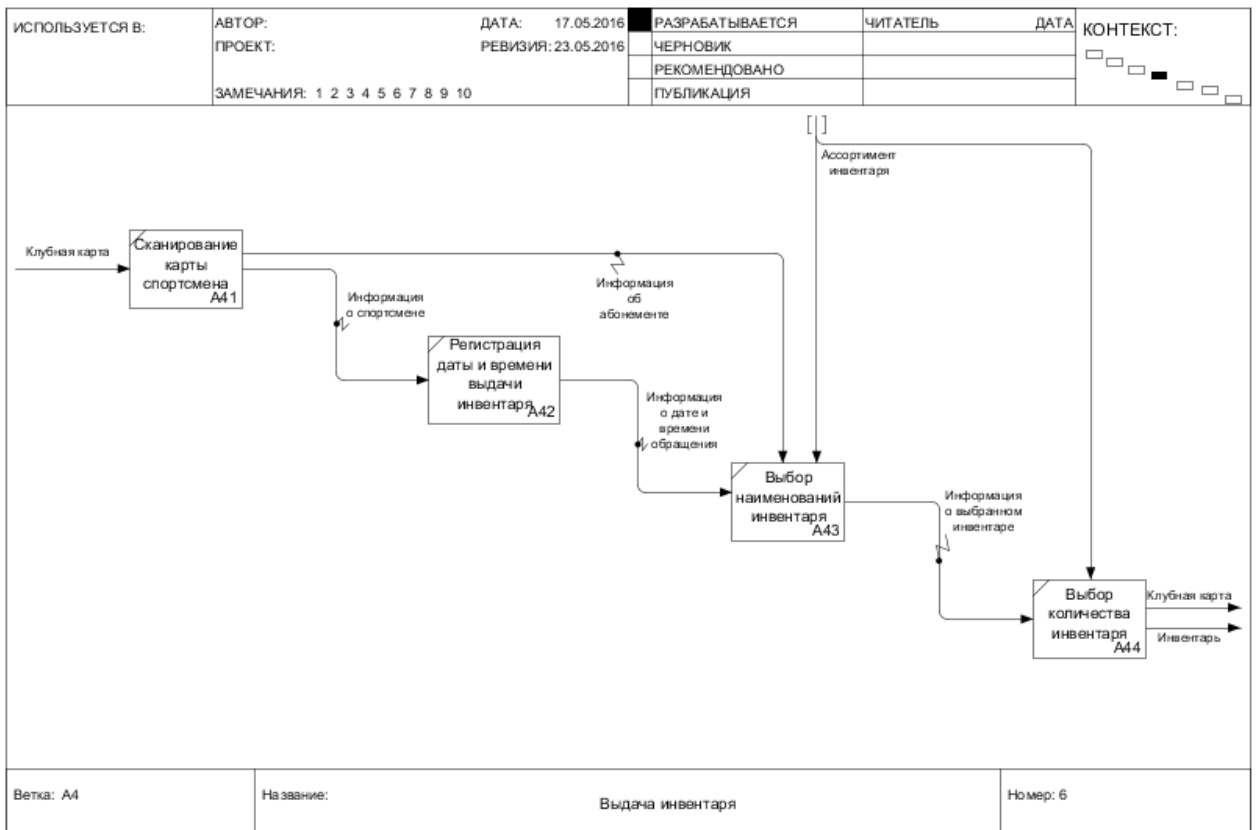 ИСПОЛЬЗУЕТСЯ В:
АВТОР:
ДАТА: 17.05.2016
ПРОЕКТ:
РЕВИЗИЯ: 23.05.2016
ЗАМЕЧАНИЯ: 1 2 3 4 5 6 7 8 9 10
РАЗРАБАТЫВАЕТСЯ
ЧЕРНОВИК
РЕКОМЕНДОВАНО
ПУБЛИКАЦИЯ
ЧИТАТЕЛЬ
ДАТА
КОНТЕКСТ:
[ ]
Ассортимент
инвентаря
Клубная карта
Сканирование
карты
спортсмена
A41
Информация
об
абонементе
Информация
о спортсмене
Регистрация
даты и времени
выдачи
инвентаря
A42
Информация
о дате и
времени
обращения
Выбор
наименований
инвентаря
A43
Информация
о выбранном
инвентаре
Выбор
количества
инвентаря
A44
Клубная карта
Инвентарь
Ветка: A4
Название:
Выдача инвентаря
Номер: 6